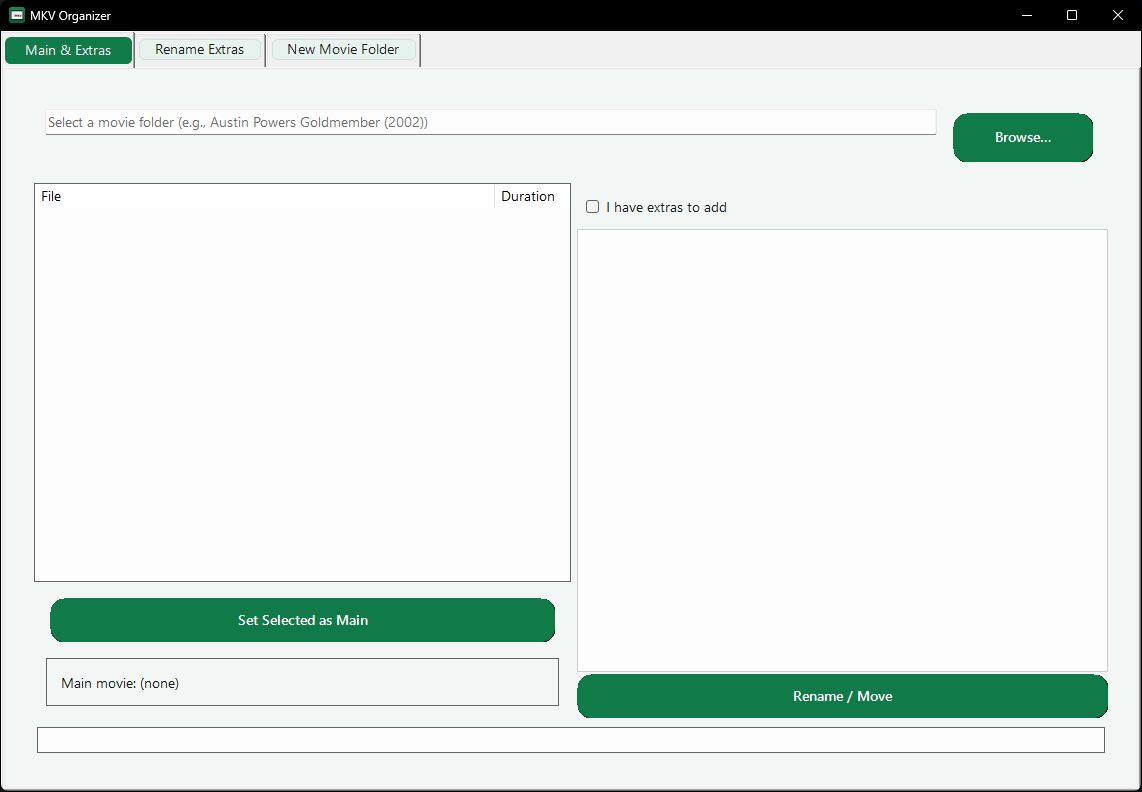 MKV Organizer
Main & Extras
Rename Extras
New Movie Folder
Select a movie folder (e.g., Austin Powers Goldmember (2002))
Browse...
File
Duration
I have extras to add
Set Selected as Main
Main movie: (none)
Rename / Move